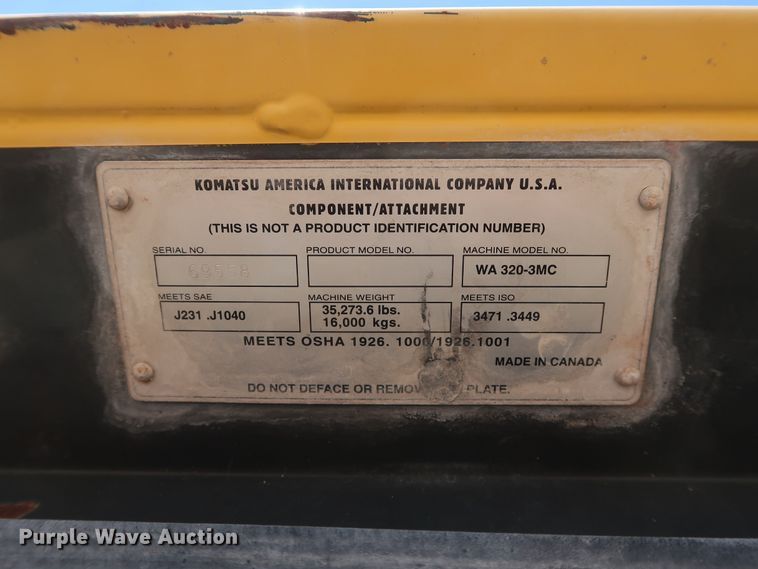 KOMATSU AMERICA INTERNATIONAL COMPANY U.S.A.
COMPONENT/ATTACHMENT
(THIS IS NOT A PRODUCT IDENTIFICATION NUMBER)
SERIAL NO. PRODUCT MODEL NO. MACHINE MODEL NO.
69558 WA 320-3MC
MEETS SAE MACHINE WEIGHT MEETS ISO
J231 .J1040 35,273.6 lbs. 3471 .3449
16,000 kgs.
MEETS OSHA 1926. 1000/1926.1001
MADE IN CANADA
DO NOT DEFACE OR REMOVE PLATE.
Purple Wave Auction